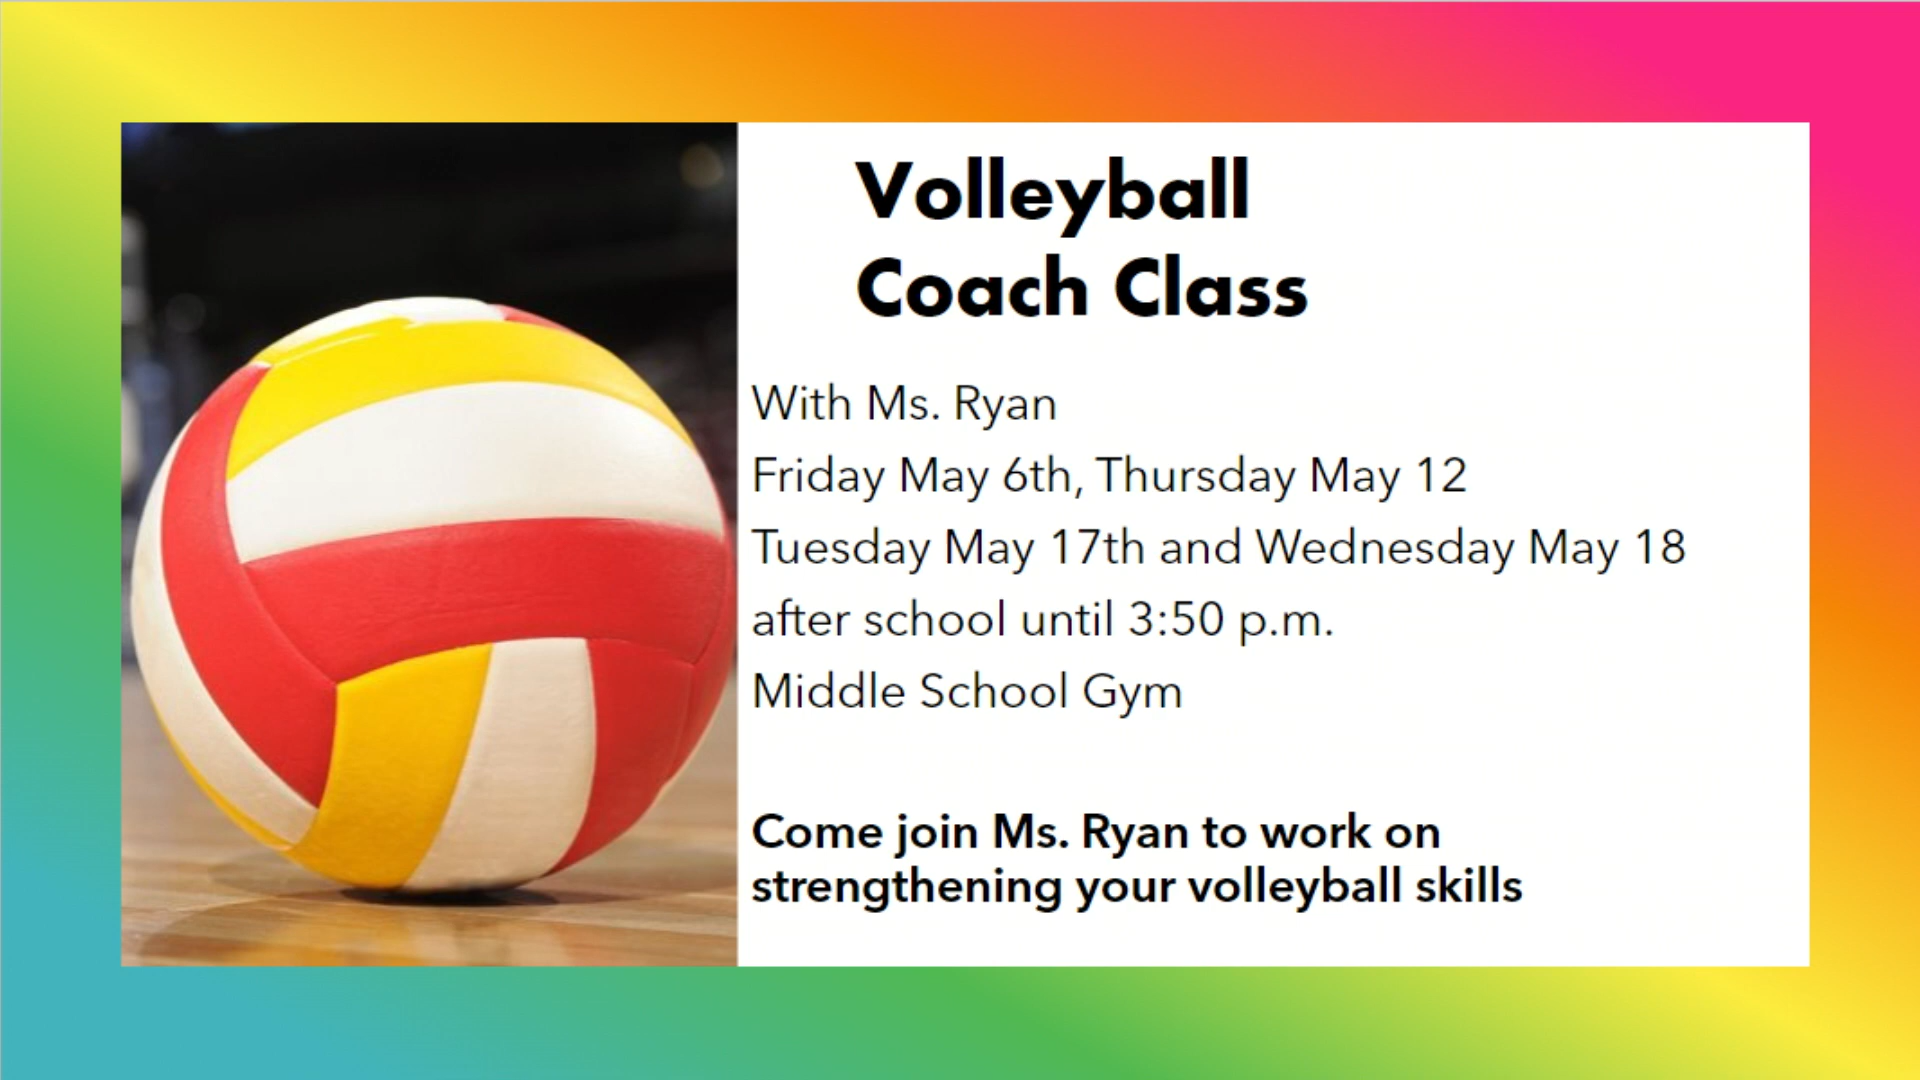 Volleyball
Coach Class
With Ms. Ryan
Friday May 6th, Thursday May 12
Tuesday May 17th and Wednesday May 18
after school until 3:50 p.m.
Middle School Gym
Come join Ms. Ryan to work on
strengthening your volleyball skills